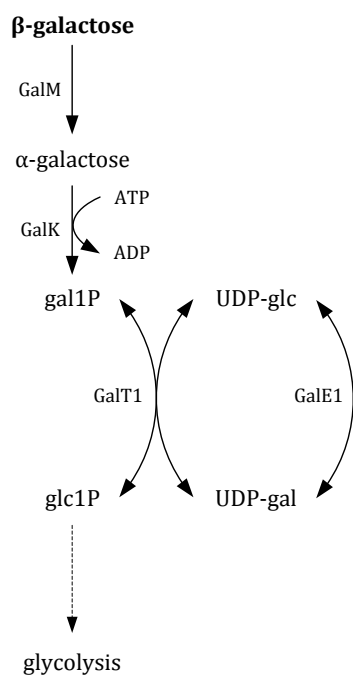 β-galactose
GalM
α-galactose
ATP
GalK
ADP
gal1P
UDP-glc
GalT1
GalE1
glc1P
UDP-gal
glycolysis